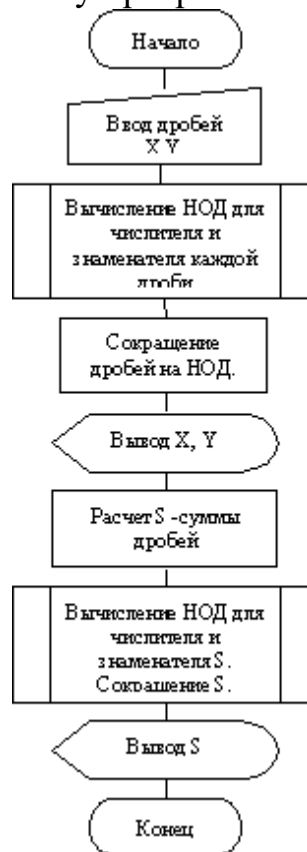 Начало
Ввод дробей
X Y
Вычисление НОД для
числителя и
знаменателя каждой
дроби
Сокращение
дробей на НОД.
Вывод X, Y
Расчет S -суммы
дробей
Вычисление НОД для
числителя и
знаменателя S.
Сокращение S.
Вывод S
Конец